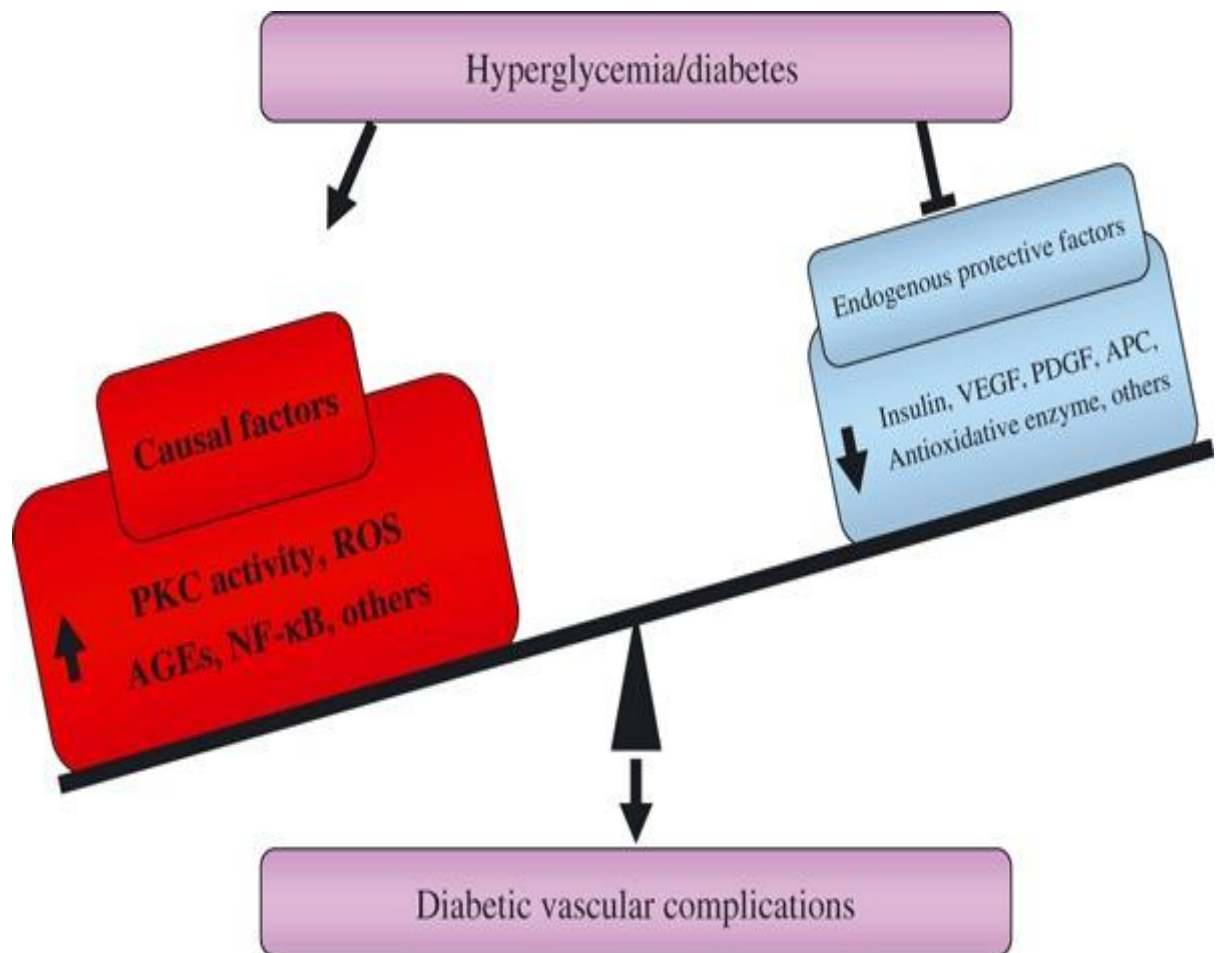 Hyperglycemia/diabetes
Endogenous protective factors
Insulin, VEGF, PDGF, APC,
Antioxidative enzyme, others
Causal factors
PKC activity, ROS
AGEs, NF-κB, others
Diabetic vascular complications